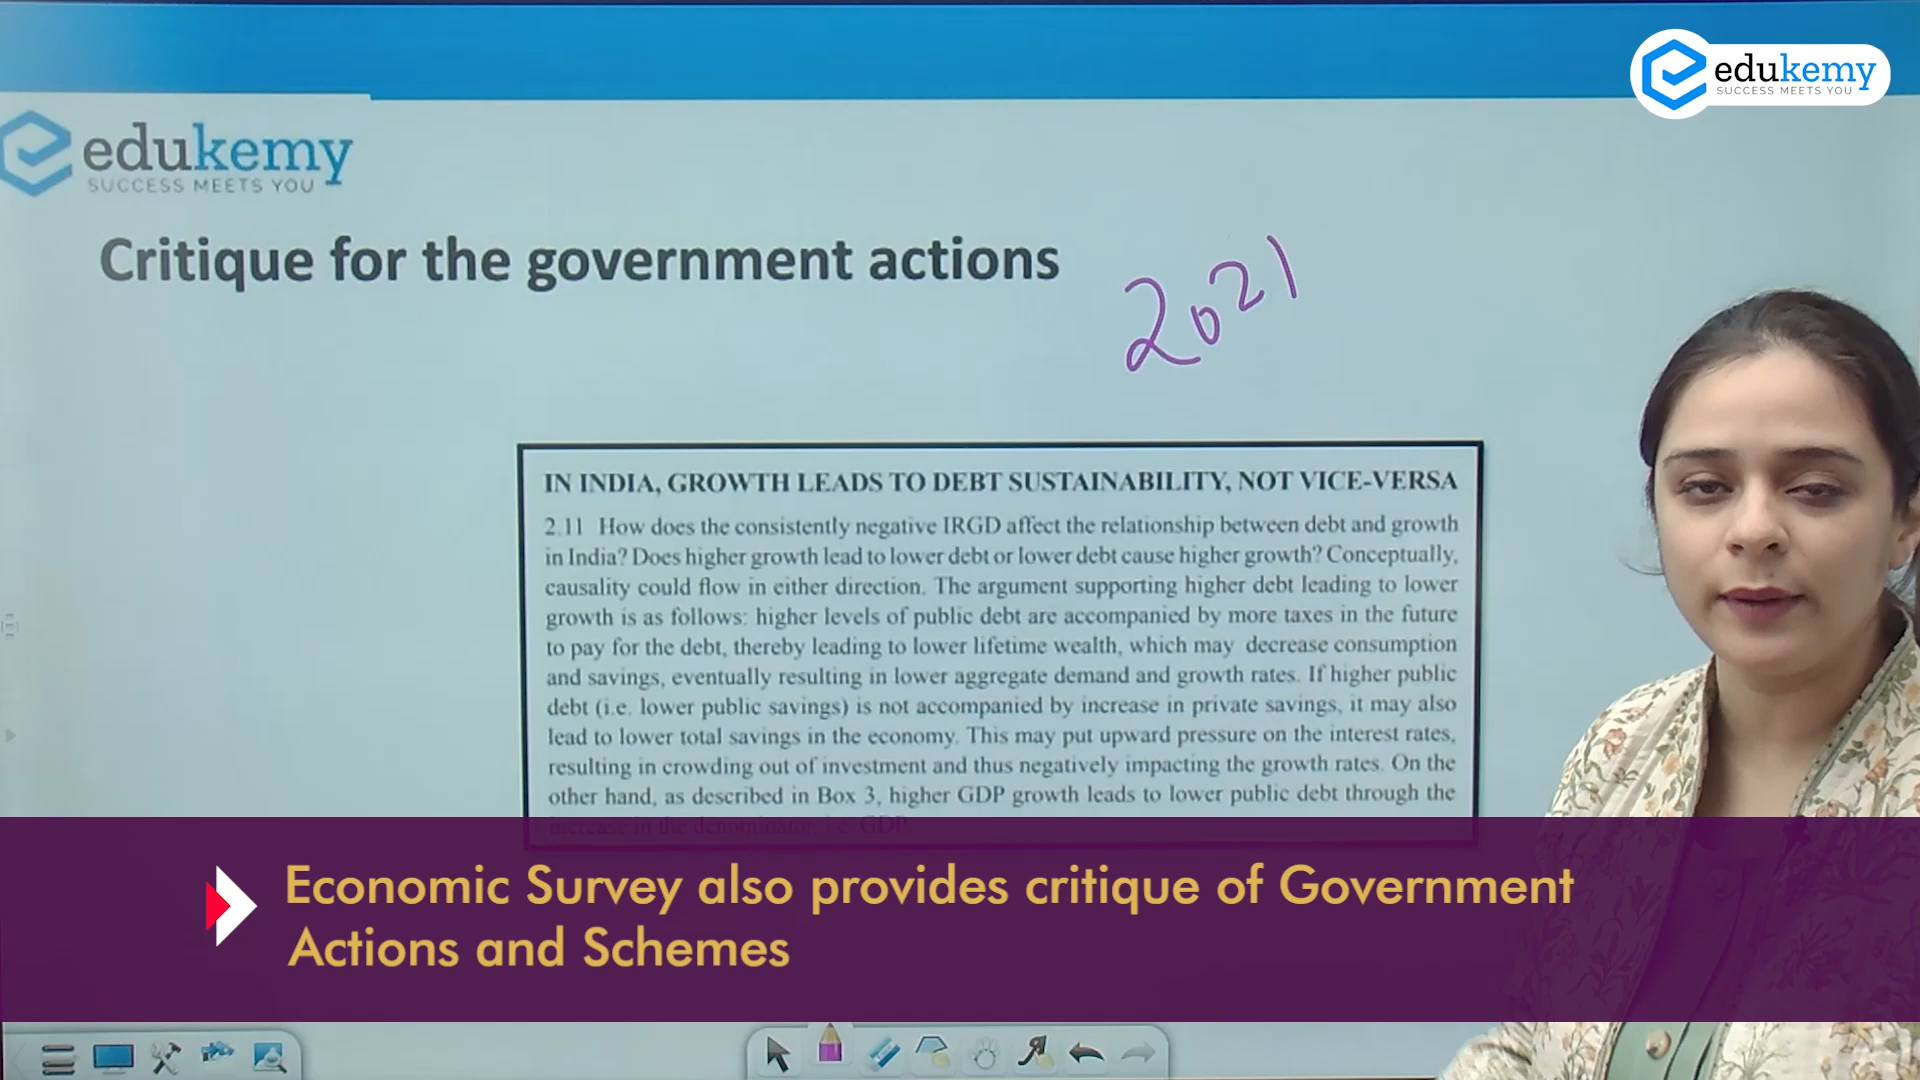 edukemy
SUCCESS MEETS YOU
edukemy
SUCCESS MEETS YOU
Critique for the government actions
2021
IN INDIA, GROWTH LEADS TO DEBT SUSTAINABILITY, NOT VICE-VERSA
2.11 How does the consistently negative IRGD affect the relationship between debt and growth
in India? Does higher growth lead to lower debt or lower debt cause higher growth? Conceptually,
causality could flow in either direction. The argument supporting higher debt leading to lower
growth is as follows: higher levels of public debt are accompanied by more taxes in the future
to pay for the debt, thereby leading to lower lifetime wealth, which may decrease consumption
and savings, eventually resulting in lower aggregate demand and growth rates. If higher public
debt (i.e. lower public savings) is not accompanied by increase in private savings, it may also
lead to lower total savings in the economy. This may put upward pressure on the interest rates,
resulting in crowding out of investment and thus negatively impacting the growth rates. On the
other hand, as described in Box 3, higher GDP growth leads to lower public debt through the
increase in the denominator, i.e. GDP.
Economic Survey also provides critique of Government
Actions and Schemes